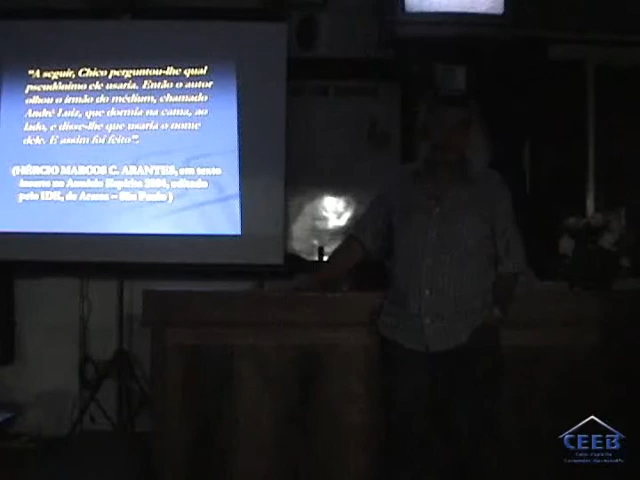 "A seguir, Chico perguntou-lhe qual
pseudônimo ele usaria. Então o autor
olhou o irmão do médium, chamado
André Luiz, que dormia na cama, ao
lado, e disse-lhe que usaria o nome
dele. E assim foi feito".
(HÉRCIO MARCOS C. ARANTES, em texto
inserto no Anuário Espírita 2004, editado
pelo IDE, de Araras – São Paulo )
CEEB